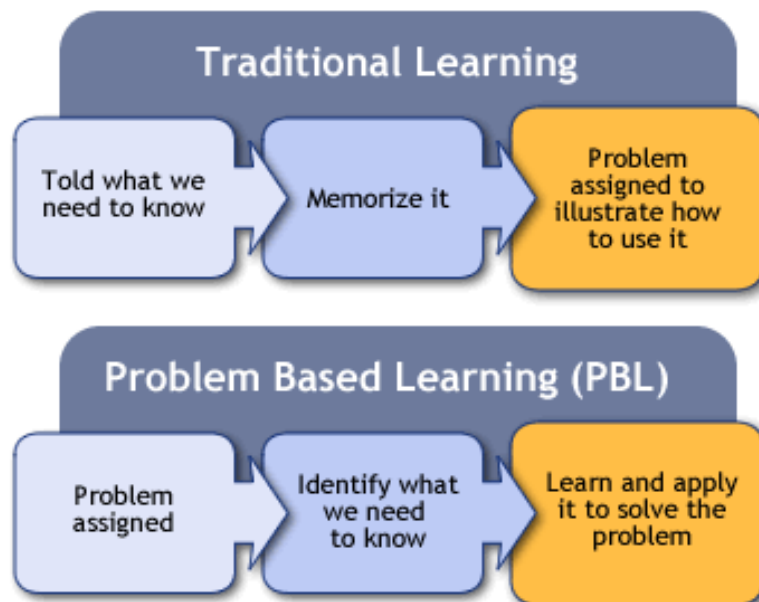 Traditional Learning
Told what we
need to know
Memorize it
Problem
assigned to
illustrate how
to use it
Problem Based Learning (PBL)
Problem
assigned
Identify what
we need
to know
Learn and apply
it to solve the
problem